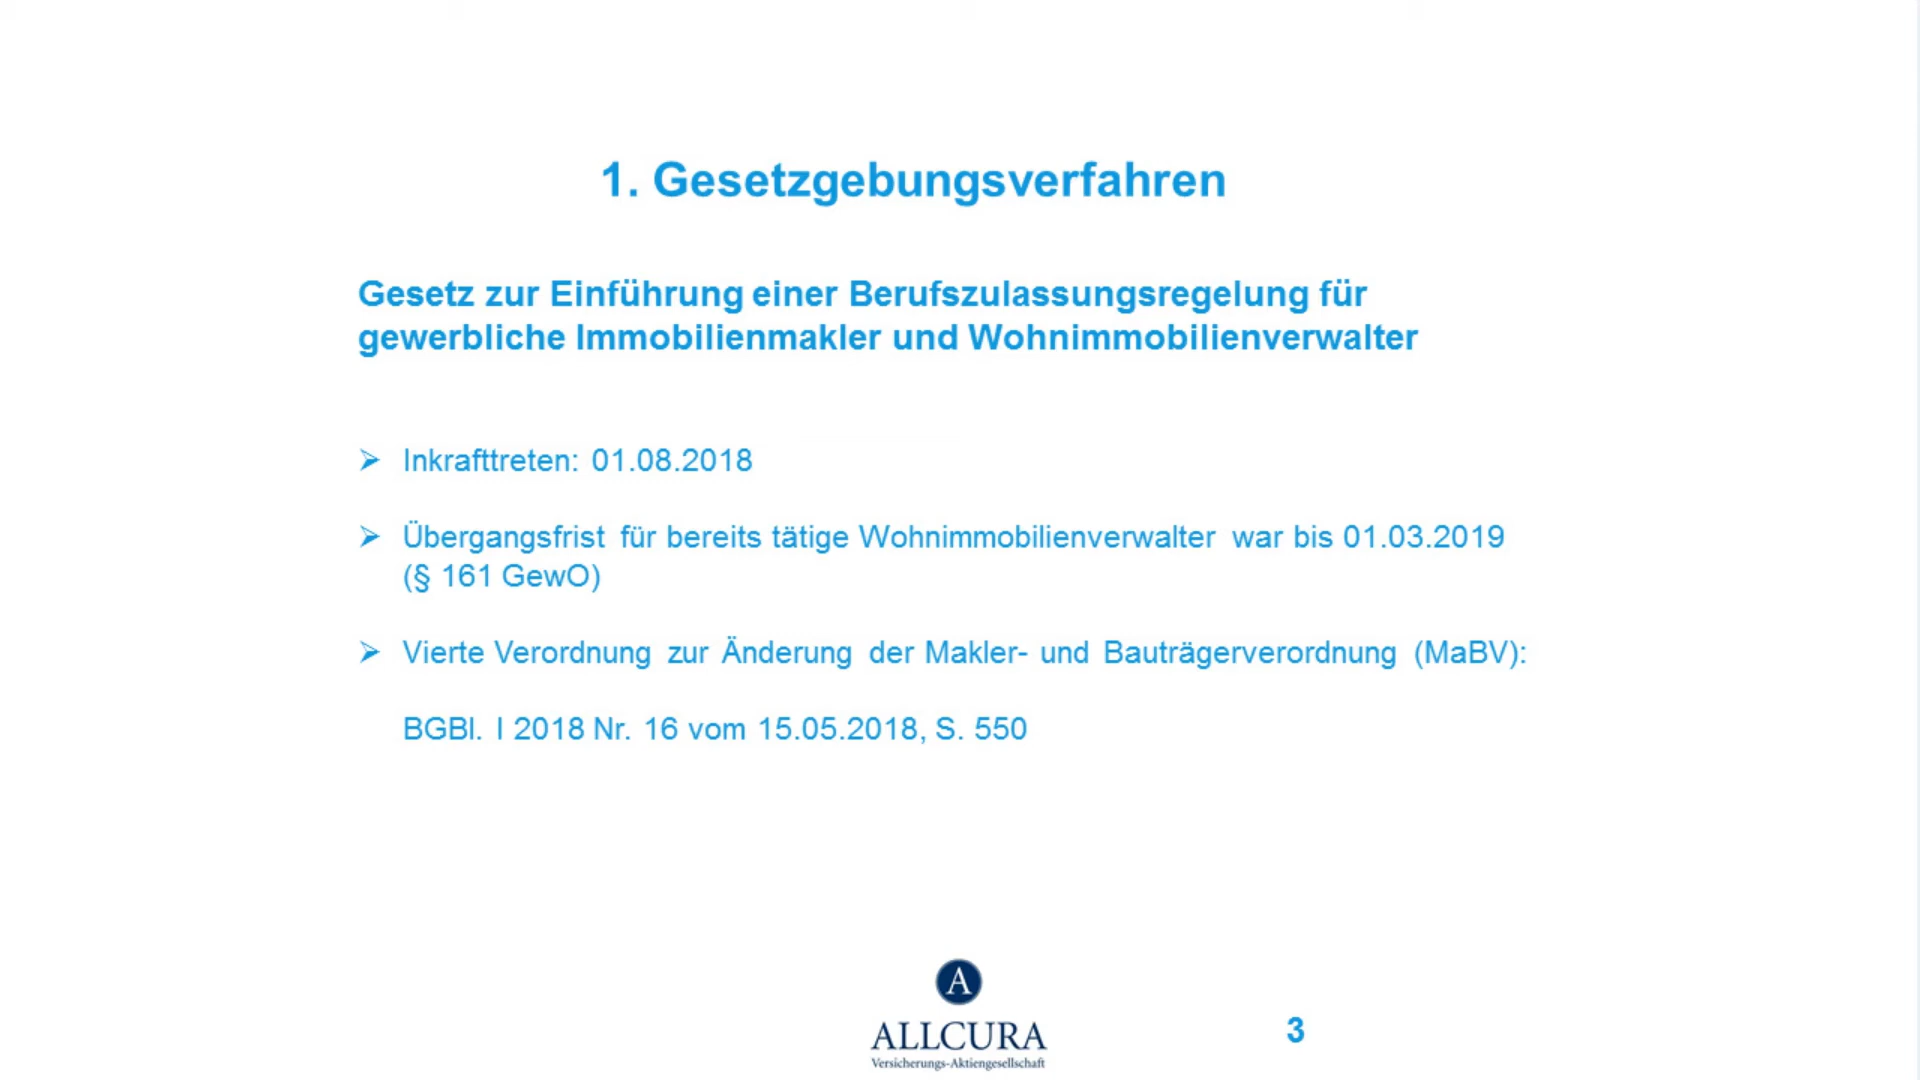 1. Gesetzgebungsverfahren
Gesetz zur Einführung einer Berufszulassungsregelung für
gewerbliche Immobilienmakler und Wohnimmobilienverwalter
➢ Inkrafttreten: 01.08.2018
➢ Übergangsfrist für bereits tätige Wohnimmobilienverwalter war bis 01.03.2019
(§ 161 GewO)
➢ Vierte Verordnung zur Änderung der Makler- und Bauträgerverordnung (MaBV):
BGBl. I 2018 Nr. 16 vom 15.05.2018, S. 550
A
ALLCURA
Versicherungs-Aktiengesellschaft
3